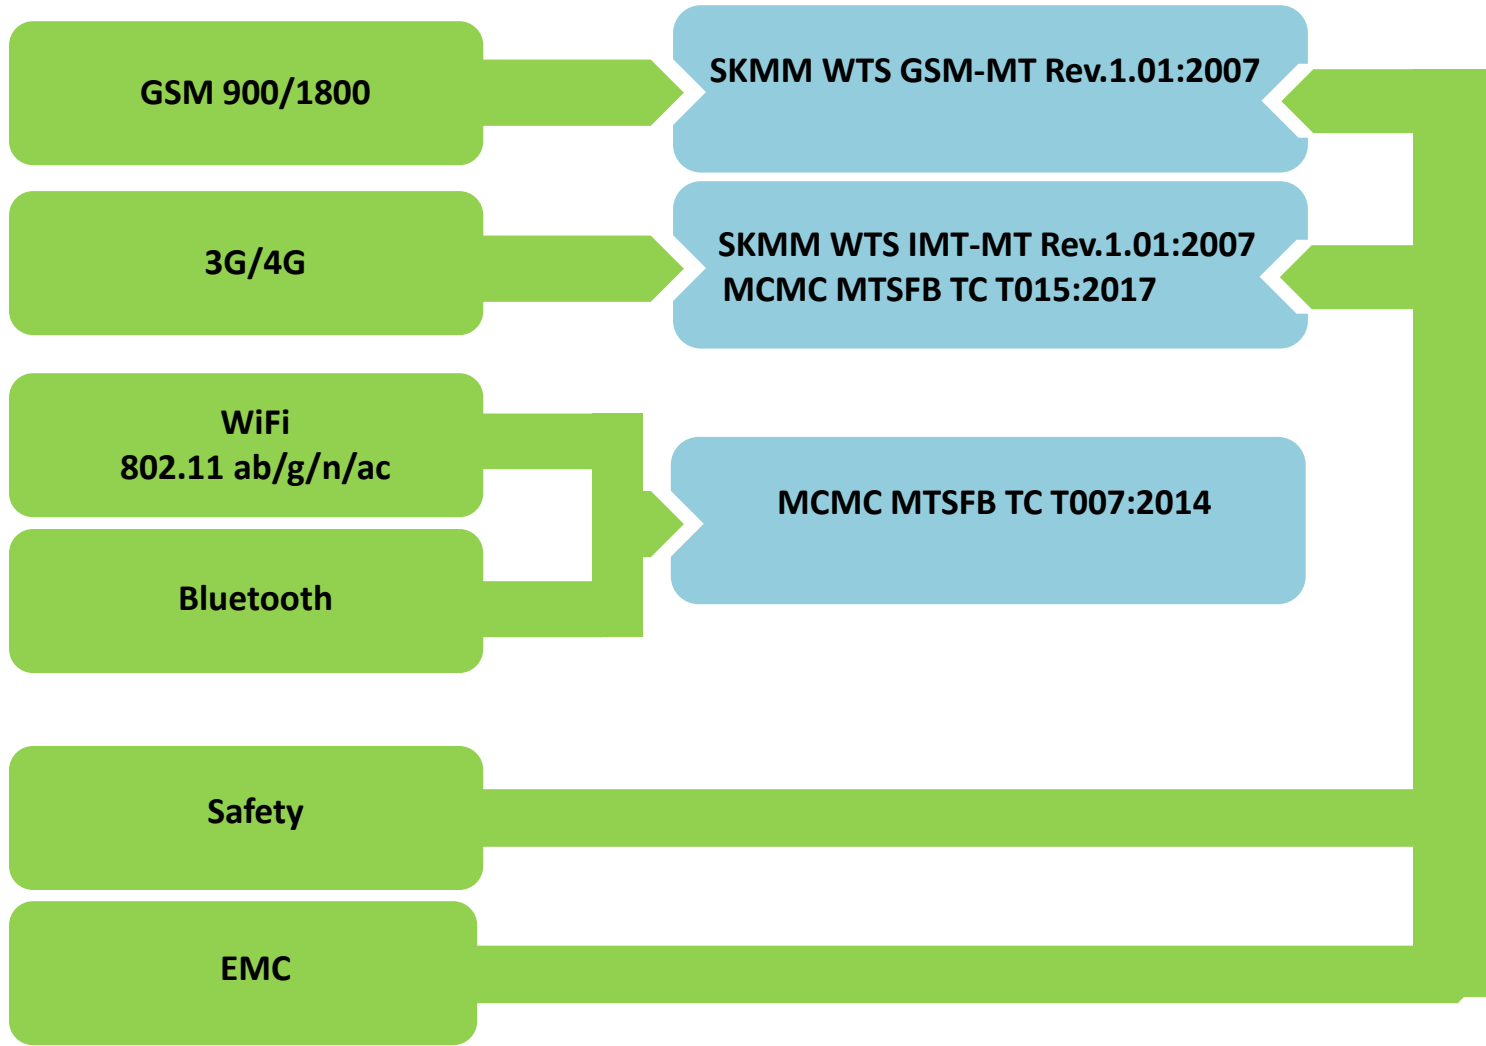 GSM 900/1800
SKMM WTS GSM-MT Rev.1.01:2007
3G/4G
SKMM WTS IMT-MT Rev.1.01:2007
MCMC MTSFB TC T015:2017
WiFi
802.11 ab/g/n/ac
MCMC MTSFB TC T007:2014
Bluetooth
Safety
EMC